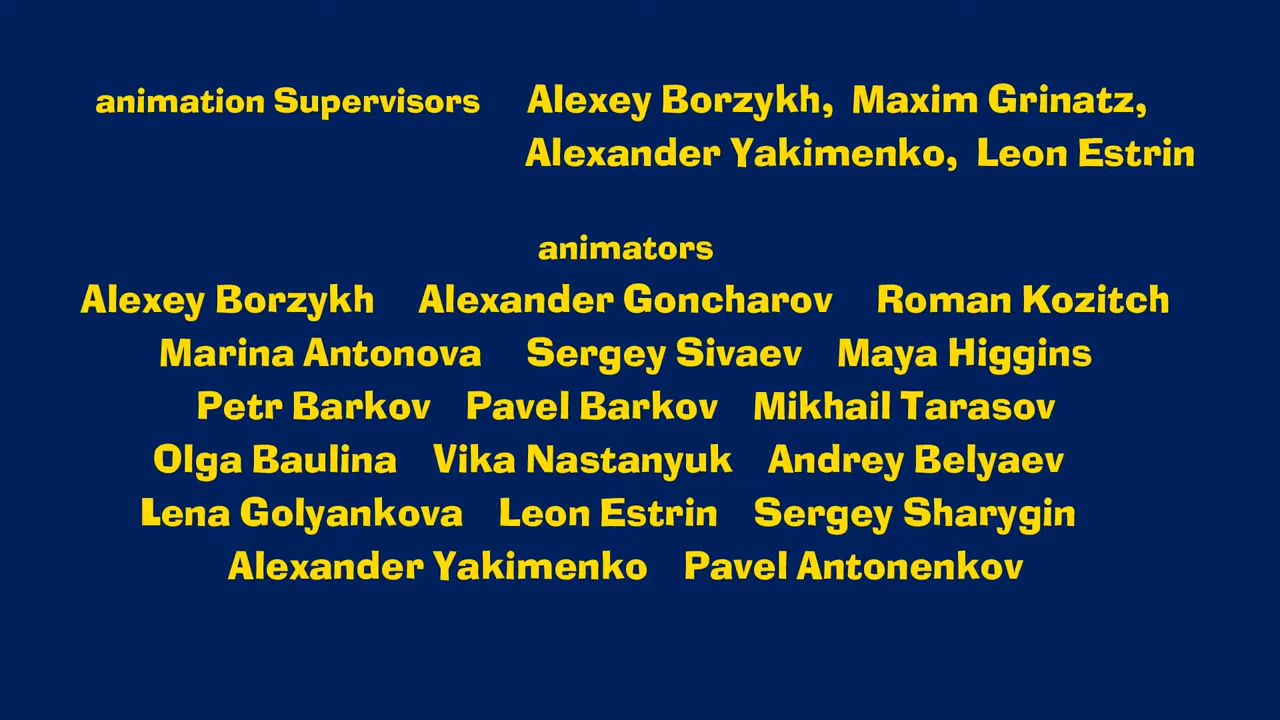 animation Supervisors Alexey Borzykh, Maxim Grinatz,
Alexander Yakimenko, Leon Estrin
animators
Alexey Borzykh Alexander Goncharov Roman Kozitch
Marina Antonova Sergey Sivaev Maya Higgins
Petr Barkov Pavel Barkov Mikhail Tarasov
Olga Baulina Vika Nastanyuk Andrey Belyaev
Lena Golyankova Leon Estrin Sergey Sharygin
Alexander Yakimenko Pavel Antonenkov